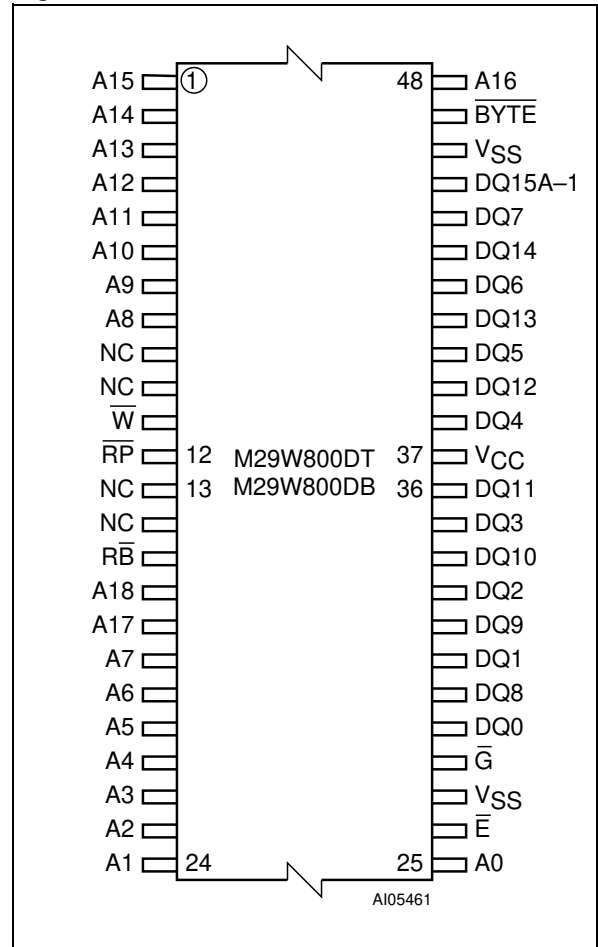 A15 ① 48 A16
A14 B̅Y̅T̅E̅
A13 VSS
A12 DQ15A–1
A11 DQ7
A10 DQ14
A9 DQ6
A8 DQ13
NC DQ5
NC DQ12
W̅ DQ4
R̅P̅ 12 M29W800DT 37 VCC
NC 13 M29W800DB 36 DQ11
NC DQ3
RB̅ DQ10
A18 DQ2
A17 DQ9
A7 DQ1
A6 DQ8
A5 DQ0
A4 G̅
A3 VSS
A2 E̅
A1 24 25 A0
AI05461